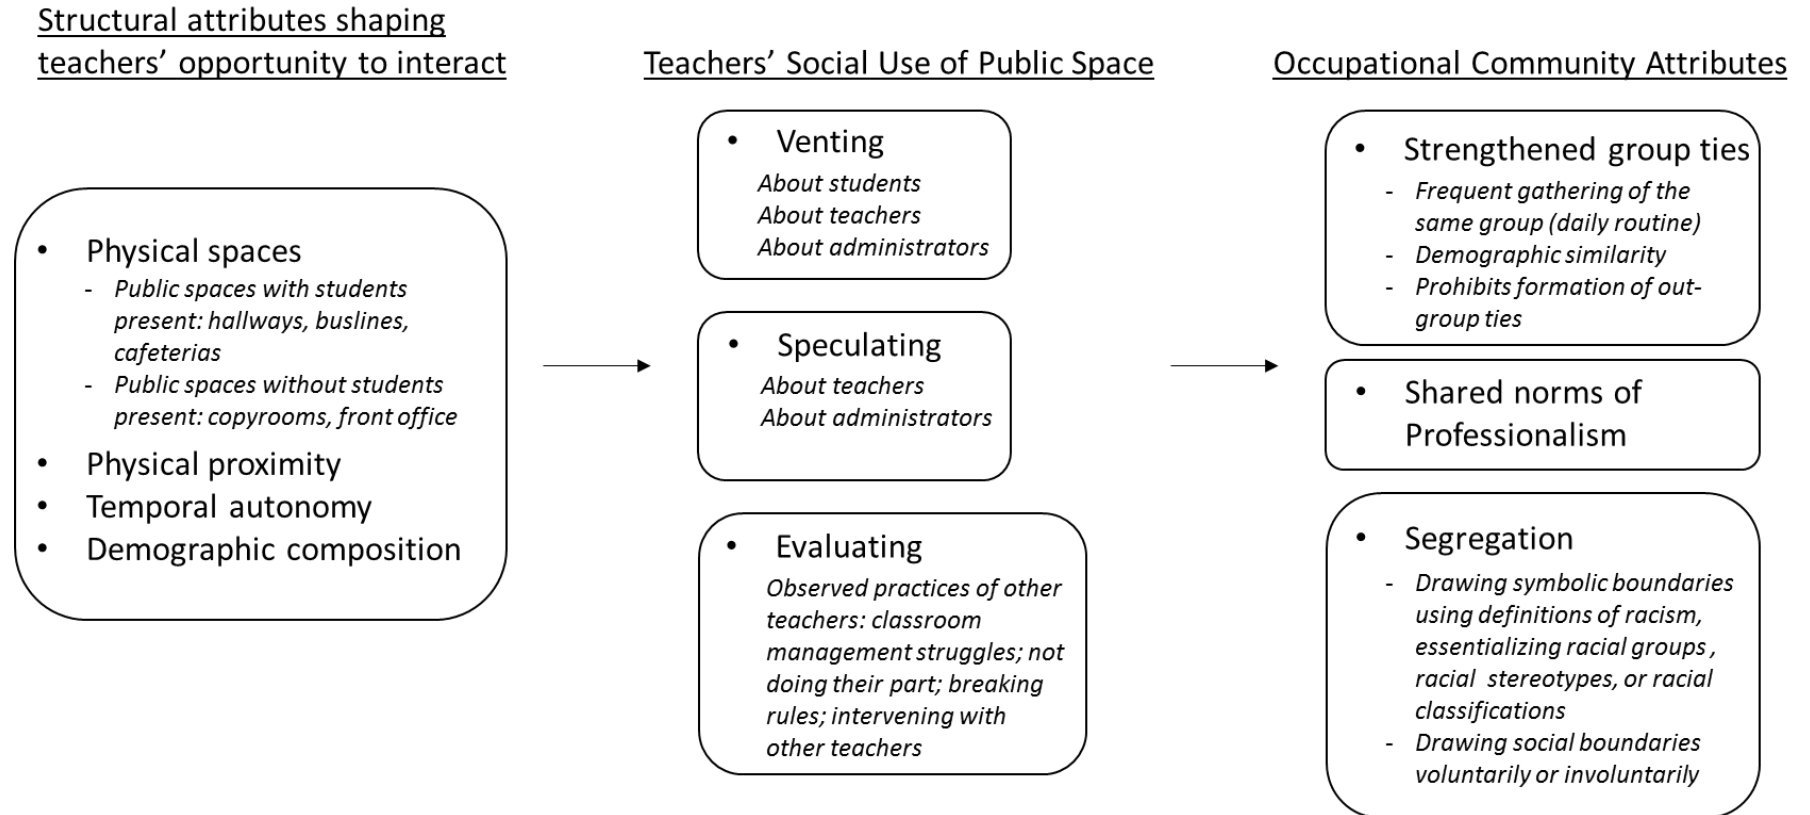 Structural attributes shaping
teachers’ opportunity to interact
• Physical spaces
- Public spaces with students
present: hallways, buslines,
cafeterias
- Public spaces without students
present: copyrooms, front office
• Physical proximity
• Temporal autonomy
• Demographic composition
Teachers’ Social Use of Public Space
• Venting
About students
About teachers
About administrators
• Speculating
About teachers
About administrators
• Evaluating
Observed practices of other
teachers: classroom
management struggles; not
doing their part; breaking
rules; intervening with
other teachers
Occupational Community Attributes
• Strengthened group ties
- Frequent gathering of the
same group (daily routine)
- Demographic similarity
- Prohibits formation of out-
group ties
• Shared norms of
Professionalism
• Segregation
- Drawing symbolic boundaries
using definitions of racism,
essentializing racial groups ,
racial stereotypes, or racial
classifications
- Drawing social boundaries
voluntarily or involuntarily